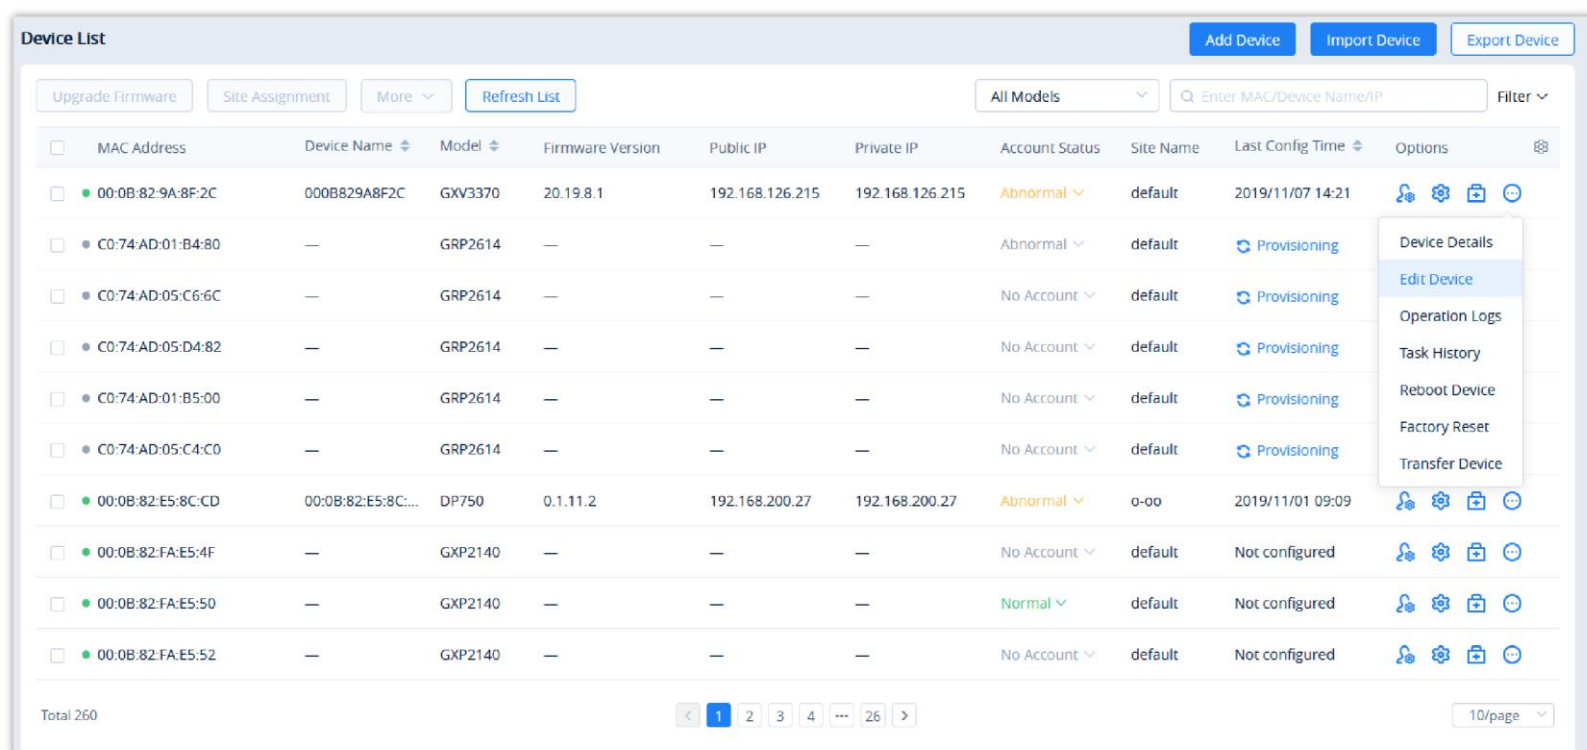 Device List
Add Device Import Device Export Device
Upgrade Firmware Site Assignment More Refresh List All Models Enter MAC/Device Name/IP Filter
MAC Address Device Name Model Firmware Version Public IP Private IP Account Status Site Name Last Config Time Options
00:0B:82:9A:8F:2C 000B829A8F2C GXV3370 20.19.8.1 192.168.126.215 192.168.126.215 Abnormal default 2019/11/07 14:21
C0:74:AD:01:B4:80 — GRP2614 — — — Abnormal default Provisioning
C0:74:AD:05:C6:6C — GRP2614 — — — No Account default Provisioning
C0:74:AD:05:D4:82 — GRP2614 — — — No Account default Provisioning
C0:74:AD:01:B5:00 — GRP2614 — — — No Account default Provisioning
C0:74:AD:05:C4:C0 — GRP2614 — — — No Account default Provisioning
Device Details
Edit Device
Operation Logs
Task History
Reboot Device
Factory Reset
Transfer Device
00:0B:82:E5:8C:CD 00:0B:82:E5:8C:... DP750 0.1.11.2 192.168.200.27 192.168.200.27 Abnormal o-oo 2019/11/01 09:09
00:0B:82:FA:E5:4F — GXP2140 — — — No Account default Not configured
00:0B:82:FA:E5:50 — GXP2140 — — — Normal default Not configured
00:0B:82:FA:E5:52 — GXP2140 — — — No Account default Not configured
Total 260 < 1 2 3 4 ··· 26 > 10/page